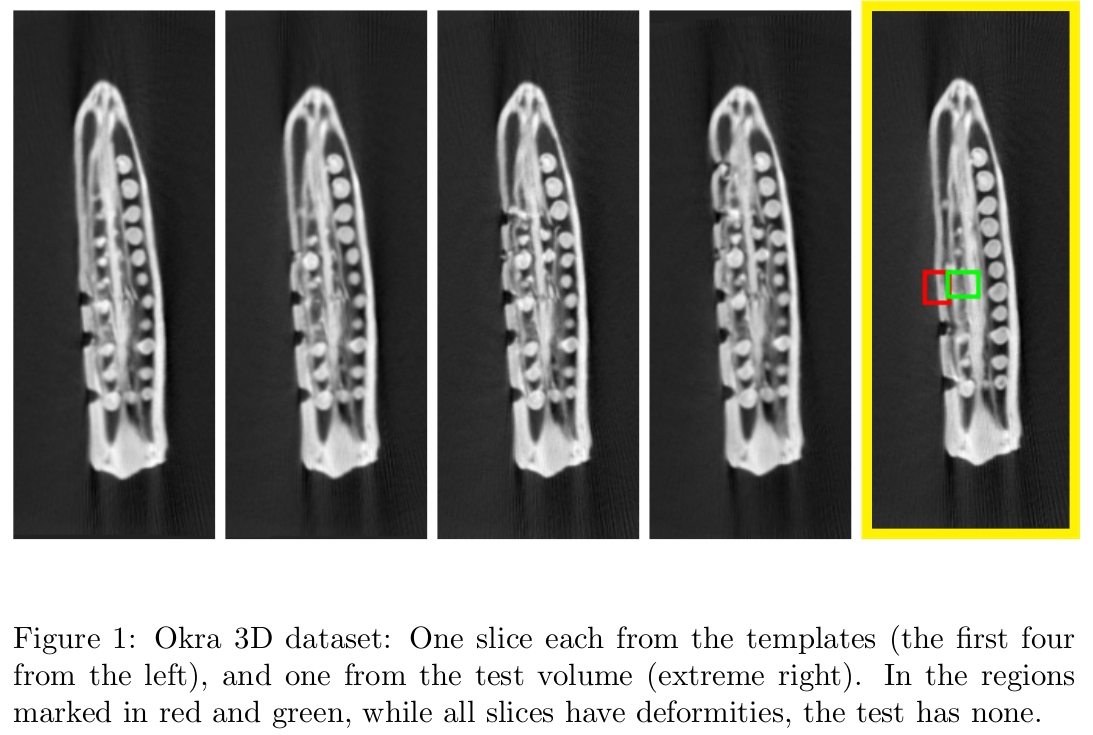 Figure 1: Okra 3D dataset: One slice each from the templates (the first four
from the left), and one from the test volume (extreme right). In the regions
marked in red and green, while all slices have deformities, the test has none.